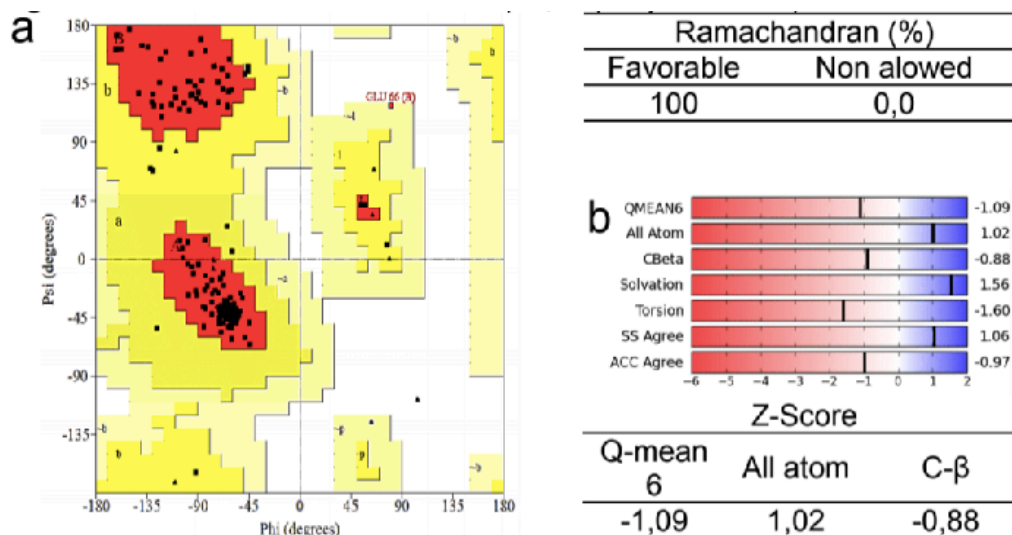 a
180
135
90
45
0
-45
-90
-135
-180
-135
-90
-45
0
45
90
135
180
Psi (degrees)
Phi (degrees)
B
b
~b
~b
GLU 66 (A)
~l
l
a
A
~a
~b
b
~p
p
~b
Ramachandran (%)
Favorable Non alowed
100 0,0
b
QMEAN6 -1.09
All Atom 1.02
CBeta -0.88
Solvation 1.56
Torsion -1.60
SS Agree 1.06
ACC Agree -0.97
-6 -5 -4 -3 -2 -1 0 1 2
Z-Score
Q-mean
6 All atom C-β
-1,09 1,02 -0,88